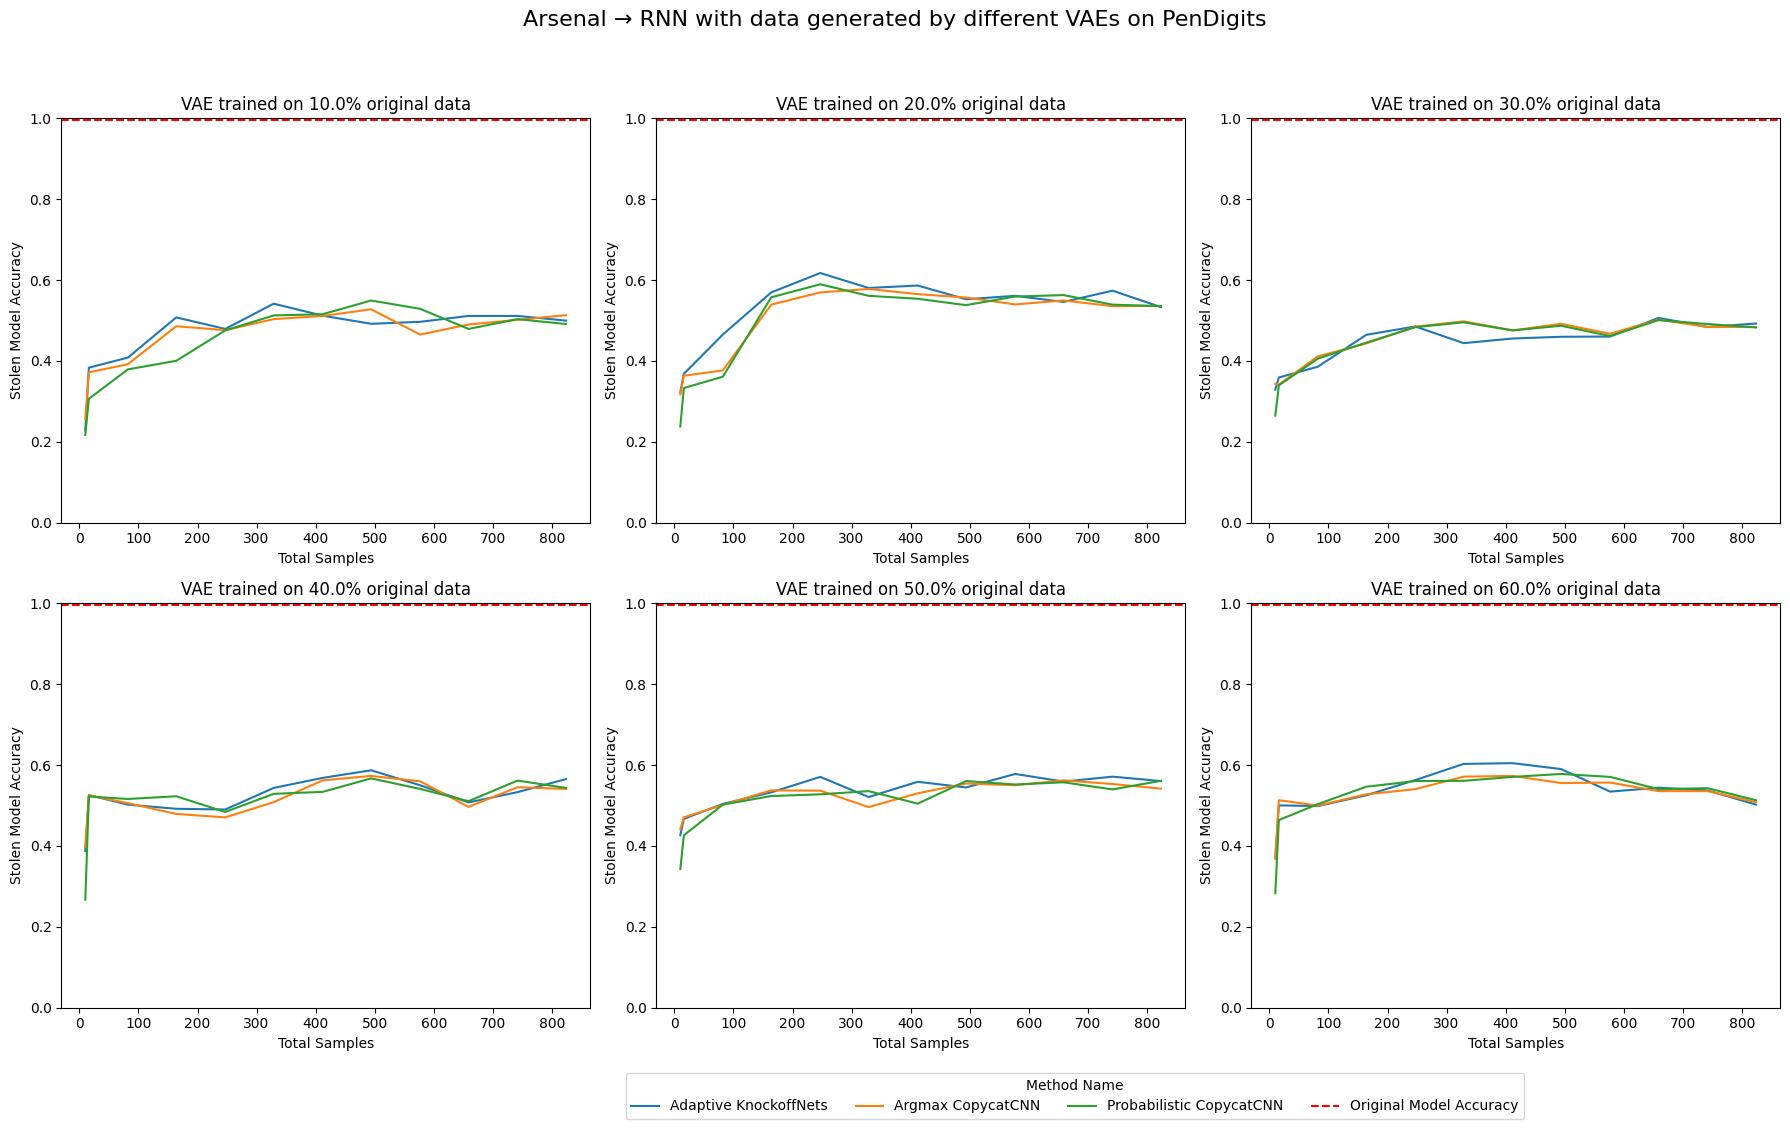 Arsenal → RNN with data generated by different VAEs on PenDigits
VAE trained on 10.0% original data
1.0
0.8
0.6
0.4
0.2
0.0
Stolen Model Accuracy
0 100 200 300 400 500 600 700 800
Total Samples
VAE trained on 20.0% original data
1.0
0.8
0.6
0.4
0.2
0.0
Stolen Model Accuracy
0 100 200 300 400 500 600 700 800
Total Samples
VAE trained on 30.0% original data
1.0
0.8
0.6
0.4
0.2
0.0
Stolen Model Accuracy
0 100 200 300 400 500 600 700 800
Total Samples
VAE trained on 40.0% original data
1.0
0.8
0.6
0.4
0.2
0.0
Stolen Model Accuracy
0 100 200 300 400 500 600 700 800
Total Samples
VAE trained on 50.0% original data
1.0
0.8
0.6
0.4
0.2
0.0
Stolen Model Accuracy
0 100 200 300 400 500 600 700 800
Total Samples
VAE trained on 60.0% original data
1.0
0.8
0.6
0.4
0.2
0.0
Stolen Model Accuracy
0 100 200 300 400 500 600 700 800
Total Samples
Method Name
Adaptive KnockoffNets Argmax CopycatCNN Probabilistic CopycatCNN Original Model Accuracy